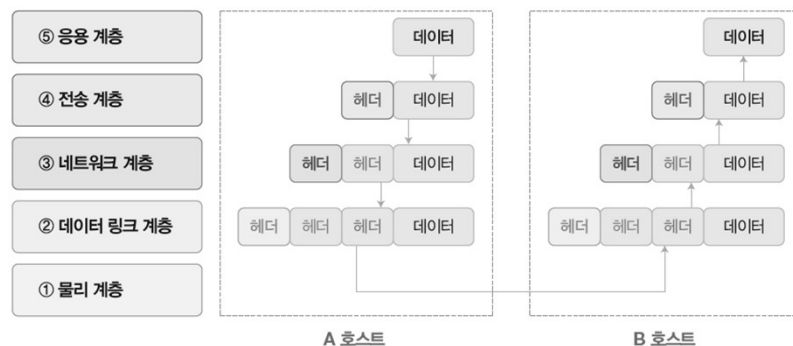 ⑤ 응용 계층
데이터
데이터
④ 전송 계층
헤더 데이터
헤더 데이터
③ 네트워크 계층
헤더 헤더 데이터
헤더 헤더 데이터
② 데이터 링크 계층
헤더 헤더 헤더 데이터
헤더 헤더 헤더 데이터
① 물리 계층
A 호스트
B 호스트